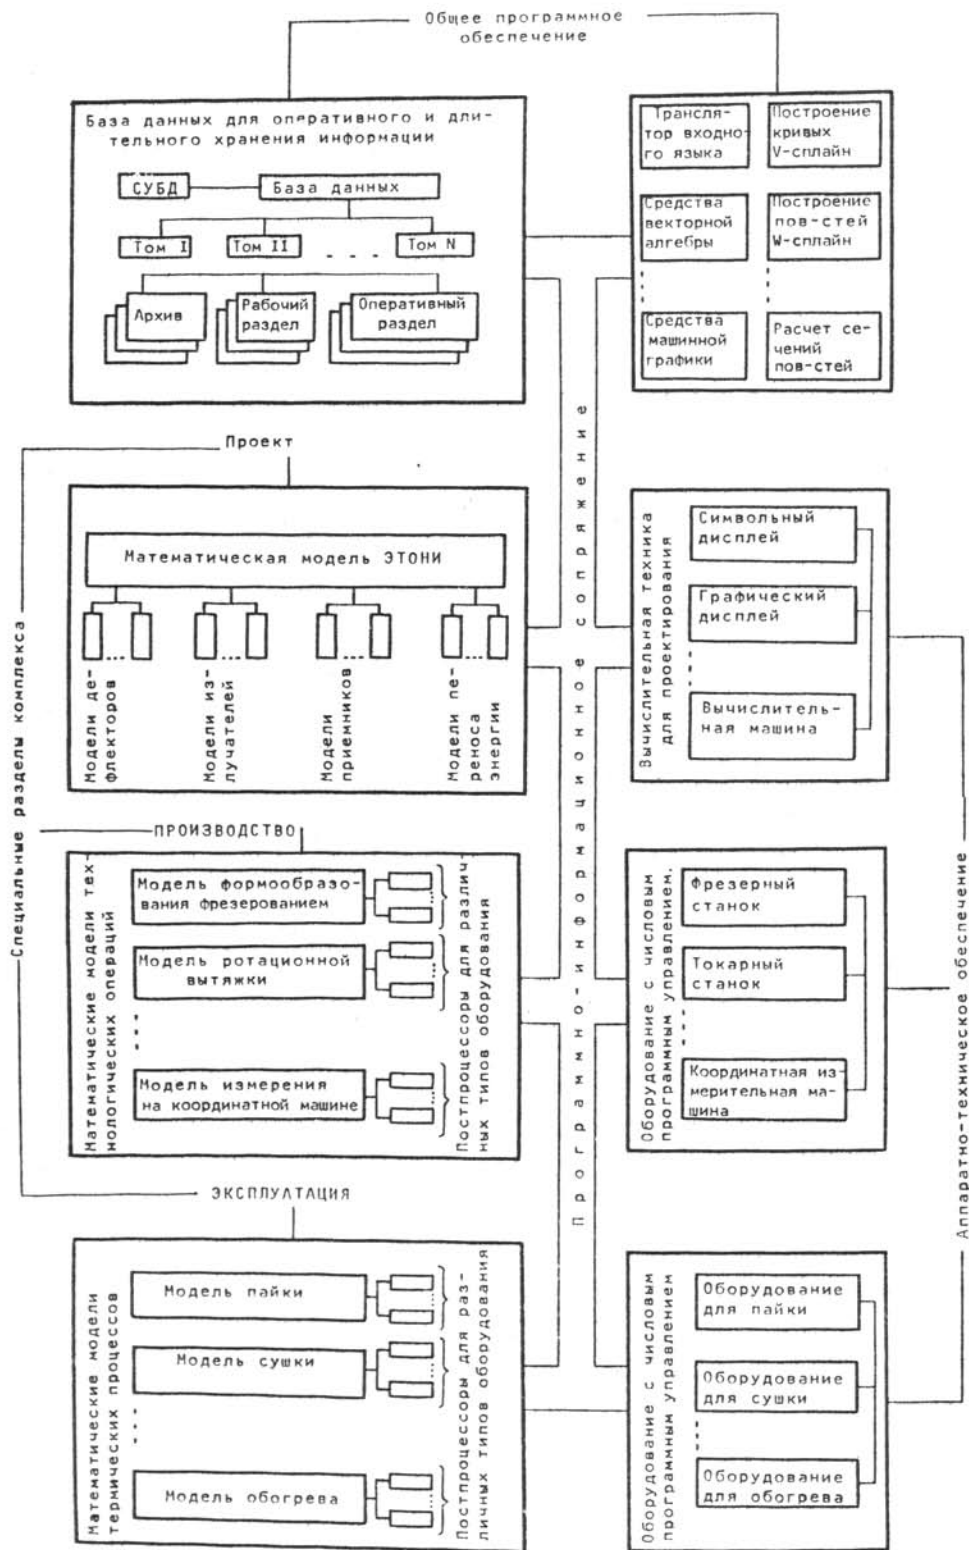 Общее программное
обеспечение
База данных для оперативного и дли-
тельного хранения информации
СУБД
База данных
Том I
Том II
. . .
Том N
Архив
Рабочий
раздел
Оперативный
раздел
Трансля-
тор входно-
го языка
Построение
кривых
V-сплайн
Средства
векторной
алгебры
Построение
пов-стей
W-сплайн
Средства
машинной
графики
Расчет се-
чений
пов-стей
Программно-информационное сопряжение
Специальные разделы комплекса
Проект
Математическая модель ЭТОНИ
Модели де-
флекторов
Модели из-
лучателей
Модели
приемников
Модели пе-
реноса
энергии
Вычислительная техника
для проектирования
Символьный
дисплей
Графический
дисплей
Вычислитель-
ная машина
Аппаратно-техническое обеспечение
ПРОИЗВОДСТВО
Математические модели тех-
нологических операций
Модель формообразо-
вания фрезерованием
Модель ротационной
вытяжки
Модель измерения
на координатной машине
Постпроцессоры для различ-
ных типов оборудования
Оборудование с числовым
программным управлением.
Фрезерный
станок
Токарный
станок
Координатная из-
мерительная ма-
шина
ЭКСПЛУЛТАЦИЯ
Математические модели
термических процессов
Модель пайки
Модель сушки
Модель обогрева
Постпроцессоры для раз-
личных типов оборудования
Оборудование с числовым
программным управлением
Оборудование
для пайки
Оборудование
для сушки
Оборудование
для обогрева